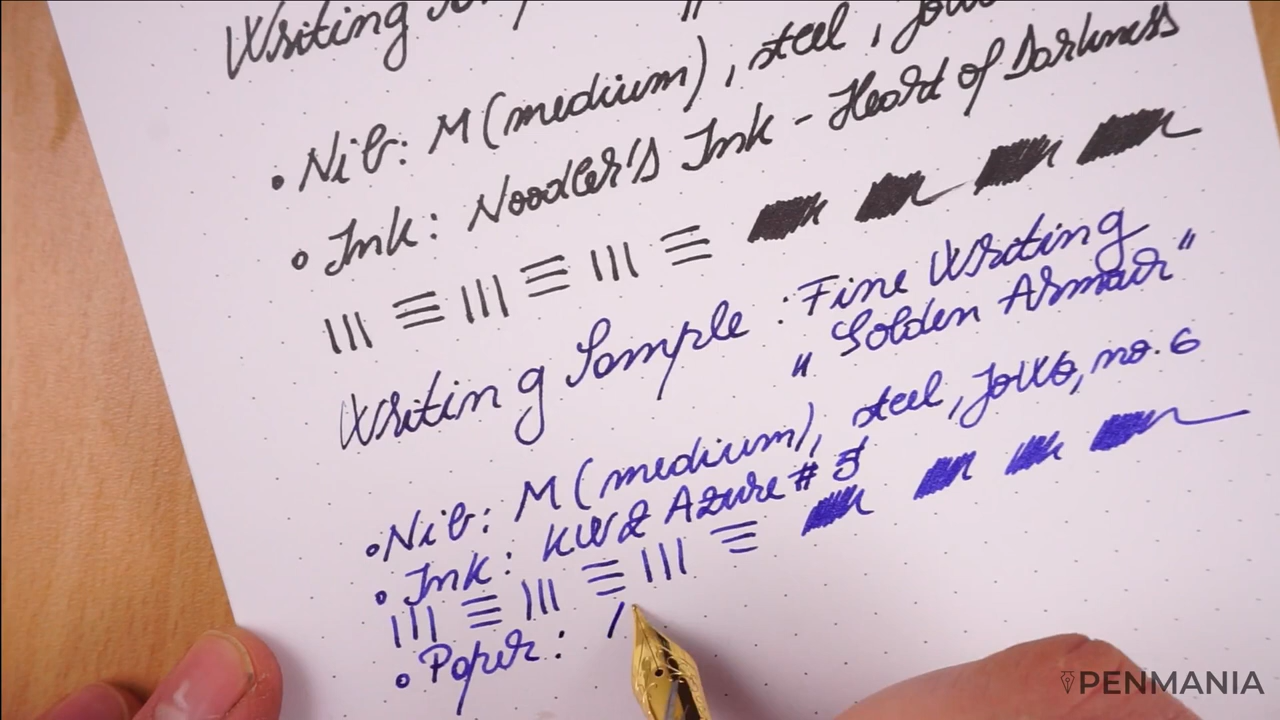 Writing
• Nib: M (medium), steel, JoWo
• Ink: Noodler's Ink - Heart of Darkness
Writing Sample : Fine Writing
"Golden Armour"
• Nib: M (medium), steel, JoWo, no. 6
• Ink: KWZ Azure #5
• Paper:
PENMANIA